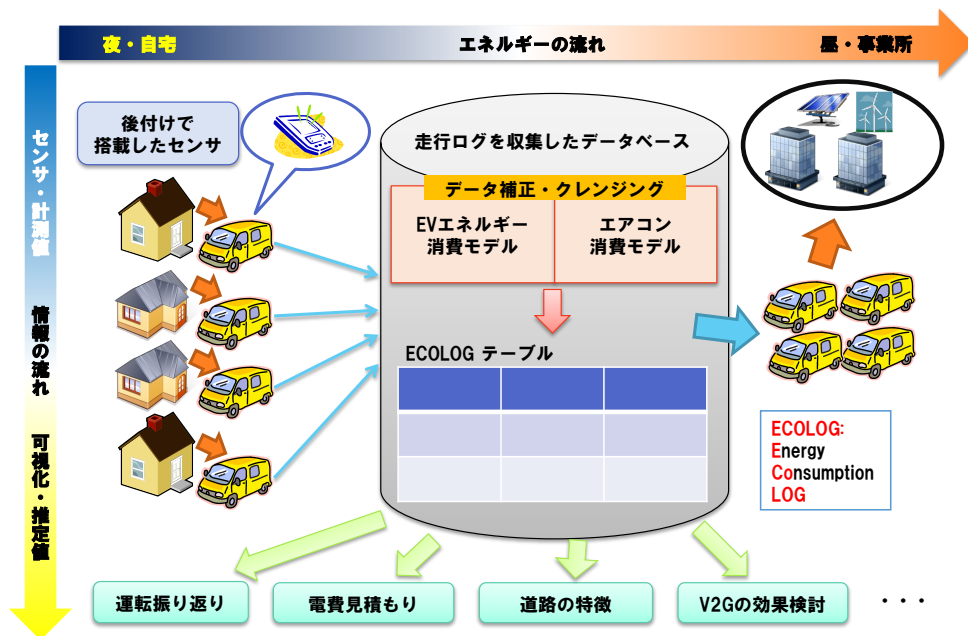 夜・自宅
エネルギーの流れ
昼・事業所
センサ・計測値
情報の流れ
可視化・推定値
後付けで
搭載したセンサ
走行ログを収集したデータベース
データ補正・クレンジング
EVエネルギー
消費モデル
エアコン
消費モデル
ECOLOG テーブル
ECOLOG:
Energy
Consumption
LOG
運転振り返り
電費見積もり
道路の特徴
V2Gの効果検討
・・・